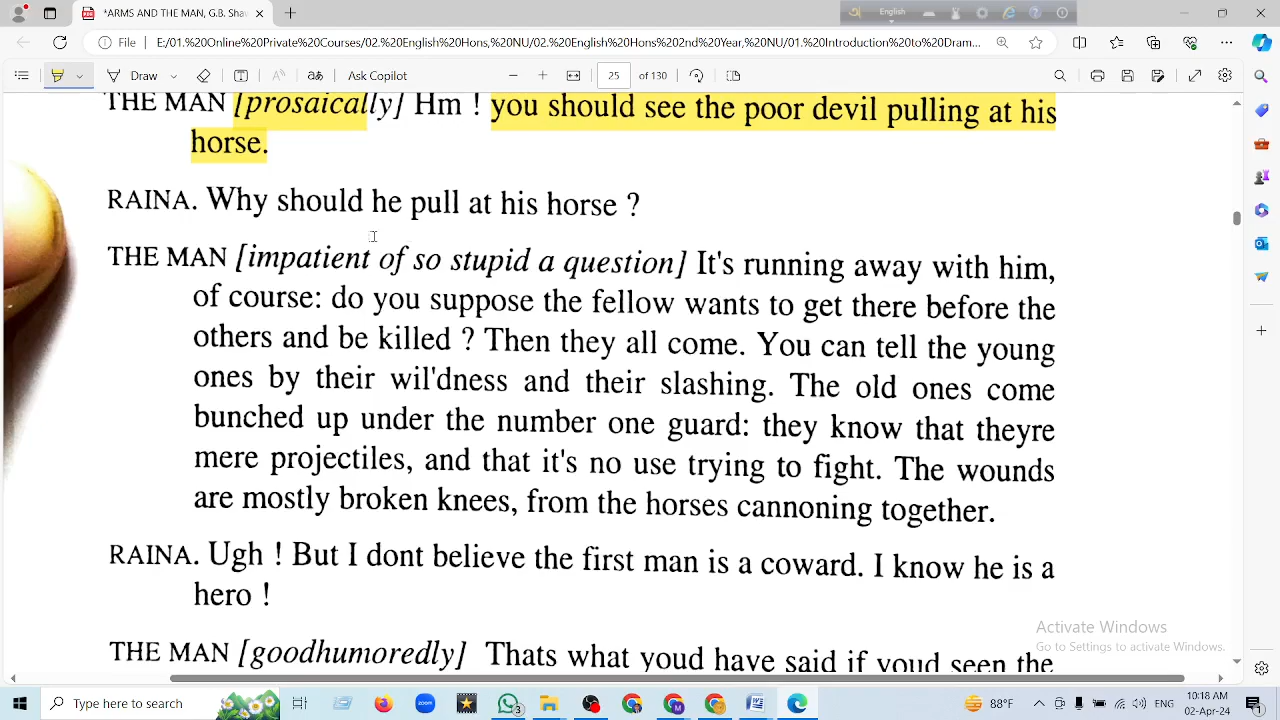 *ARMS AND MAN G.B. SHAW (1).pdf
English
File
E:/01.%20Online%20Private%20Courses/02.%20English%20Hons,%20NU/02.%20English%20Hons%202nd%20Year,%20NU/01.Introduction%20to%20Dram...
Draw
Ask Copilot
25 of 130
THE MAN [prosaically] Hm ! you should see the poor devil pulling at his
horse.
RAINA. Why should he pull at his horse ?
THE MAN [impatient of so stupid a question] It's running away with him,
of course: do you suppose the fellow wants to get there before the
others and be killed ? Then they all come. You can tell the young
ones by their wil'dness and their slashing. The old ones come
bunched up under the number one guard: they know that theyre
mere projectiles, and that it's no use trying to fight. The wounds
are mostly broken knees, from the horses cannoning together.
RAINA. Ugh ! But I dont believe the first man is a coward. I know he is a
hero !
THE MAN [goodhumoredly] Thats what youd have said if youd seen the
Activate Windows
Go to Settings to activate Windows.
Type here to search
zoom
3
88°F
ENG
10:18 AM
02-Apr-24